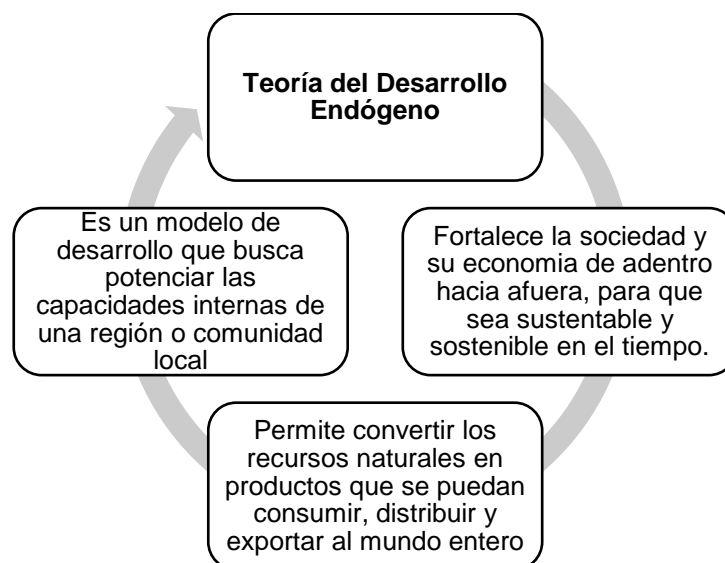 Teoría del Desarrollo
Endógeno
Fortalece la sociedad y
su economia de adentro
hacia afuera, para que
sea sustentable y
sostenible en el tiempo.
Permite convertir los
recursos naturales en
productos que se puedan
consumir, distribuir y
exportar al mundo entero
Es un modelo de
desarrollo que busca
potenciar las
capacidades internas de
una región o comunidad
local